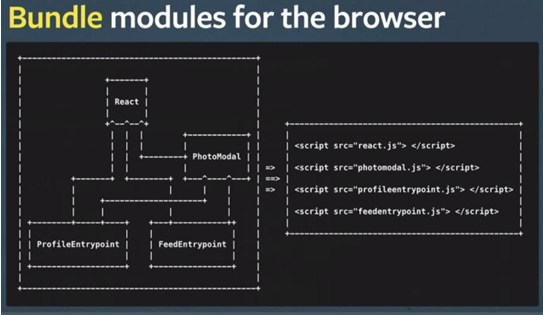 Bundle modules for the browser
React
PhotoModal
ProfileEntrypoint
FeedEntrypoint
=>
==>
=>
<script src="react.js"> </script>
<script src="photomodal.js"> </script>
<script src="profileentrypoint.js"> </script>
<script src="feedentrypoint.js"> </script>